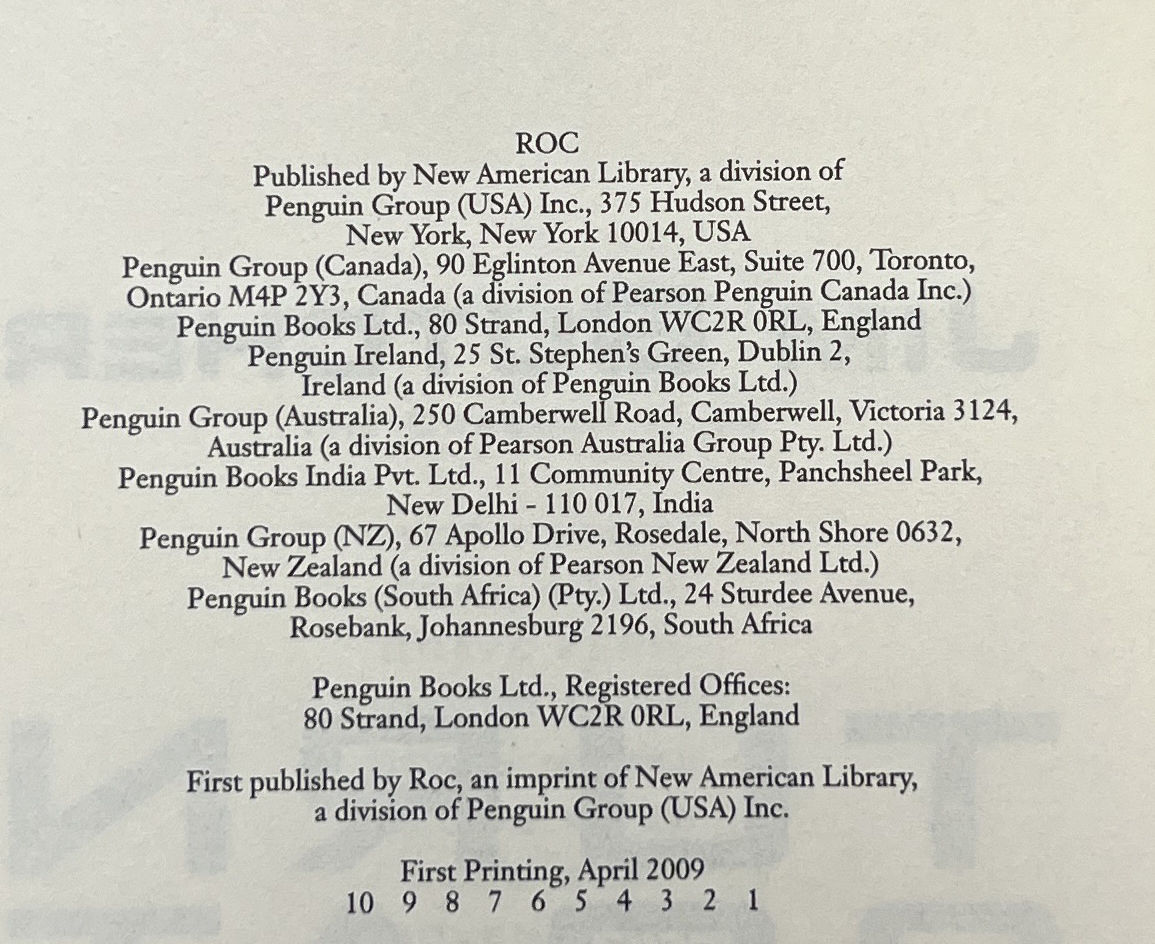 ROC
Published by New American Library, a division of
Penguin Group (USA) Inc., 375 Hudson Street,
New York, New York 10014, USA
Penguin Group (Canada), 90 Eglinton Avenue East, Suite 700, Toronto,
Ontario M4P 2Y3, Canada (a division of Pearson Penguin Canada Inc.)
Penguin Books Ltd., 80 Strand, London WC2R 0RL, England
Penguin Ireland, 25 St. Stephen's Green, Dublin 2,
Ireland (a division of Penguin Books Ltd.)
Penguin Group (Australia), 250 Camberwell Road, Camberwell, Victoria 3124,
Australia (a division of Pearson Australia Group Pty. Ltd.)
Penguin Books India Pvt. Ltd., 11 Community Centre, Panchsheel Park,
New Delhi - 110 017, India
Penguin Group (NZ), 67 Apollo Drive, Rosedale, North Shore 0632,
New Zealand (a division of Pearson New Zealand Ltd.)
Penguin Books (South Africa) (Pty.) Ltd., 24 Sturdee Avenue,
Rosebank, Johannesburg 2196, South Africa
Penguin Books Ltd., Registered Offices:
80 Strand, London WC2R 0RL, England
First published by Roc, an imprint of New American Library,
a division of Penguin Group (USA) Inc.
First Printing, April 2009
10 9 8 7 6 5 4 3 2 1